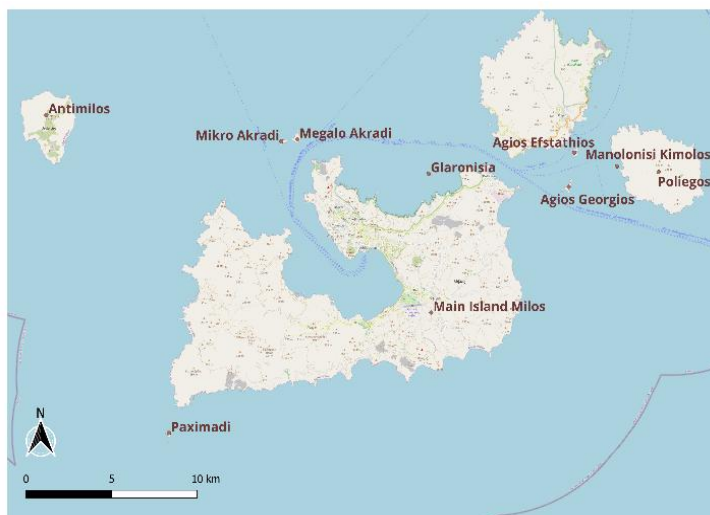 Antimilos
Mikro Akradi
Megalo Akradi
Agios Efstathios
Manolonisi Kimolos
Glaronisia
Poliegos
Agios Georgios
Main Island Milos
Paximadi
N
0 5 10 km